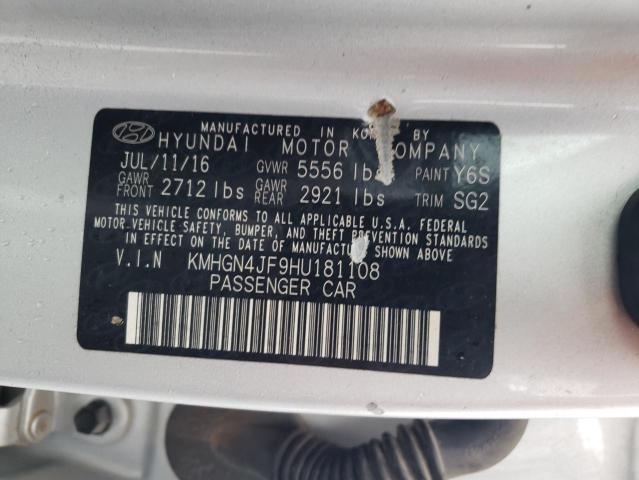 MANUFACTURED IN KO BY
HYUNDAI MOTOR COMPANY
JUL/11/16 GVWR 5556 lbs PAINT Y6S
GAWR FRONT 2712 lbs GAWR REAR 2921 lbs TRIM SG2
THIS VEHICLE CONFORMS TO ALL APPLICABLE U.S.A. FEDERAL
MOTOR VEHICLE SAFETY, BUMPER, AND THEFT PREVENTION STANDARDS
IN EFFECT ON THE DATE OF MANUFACTURE SHOWN ABOVE.
V.I.N KMHGN4JF9HU181108
PASSENGER CAR